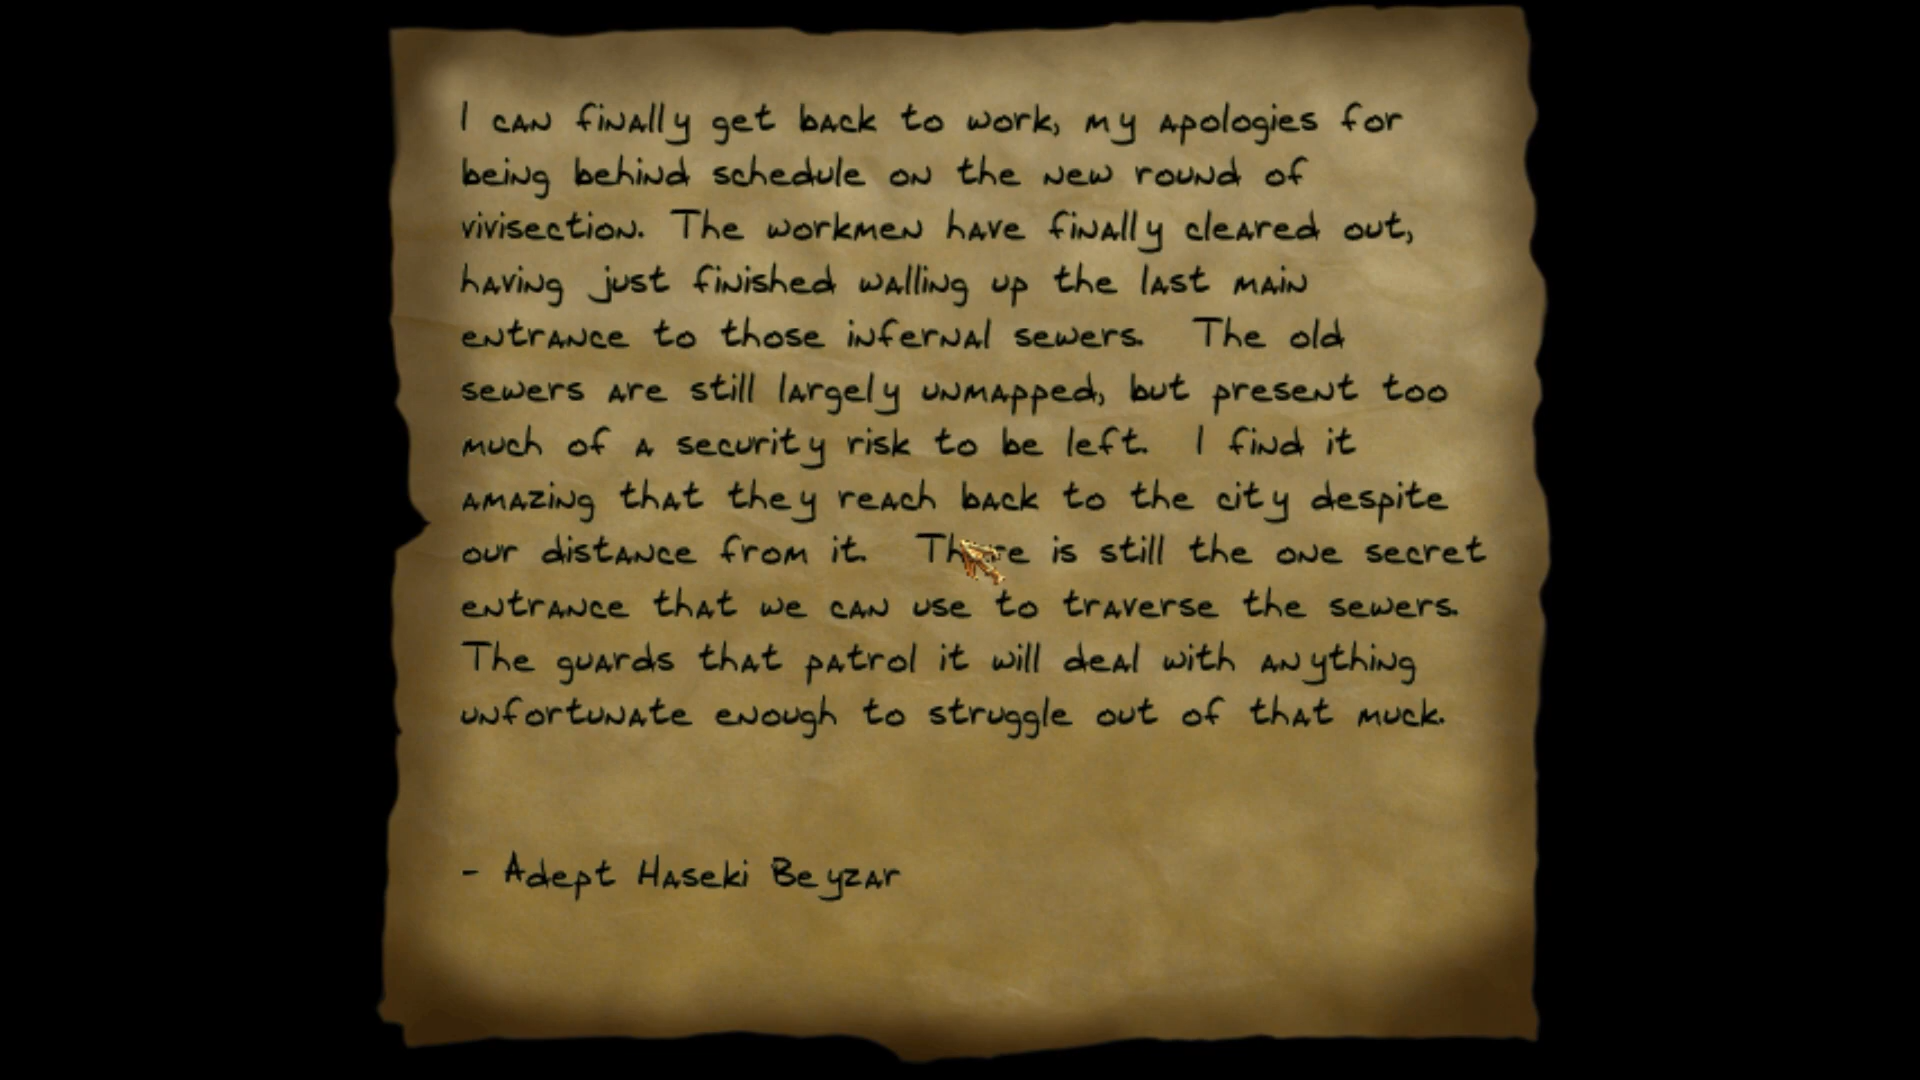 I can finally get back to work, my apologies for
being behind schedule on the new round of
vivisection. The workmen have finally cleared out,
having just finished walling up the last main
entrance to those infernal sewers. The old
sewers are still largely unmapped, but present too
much of a security risk to be left. I find it
amazing that they reach back to the city despite
our distance from it. There is still the one secret
entrance that we can use to traverse the sewers.
The guards that patrol it will deal with anything
unfortunate enough to struggle out of that muck.
- Adept Haseki Beyzar